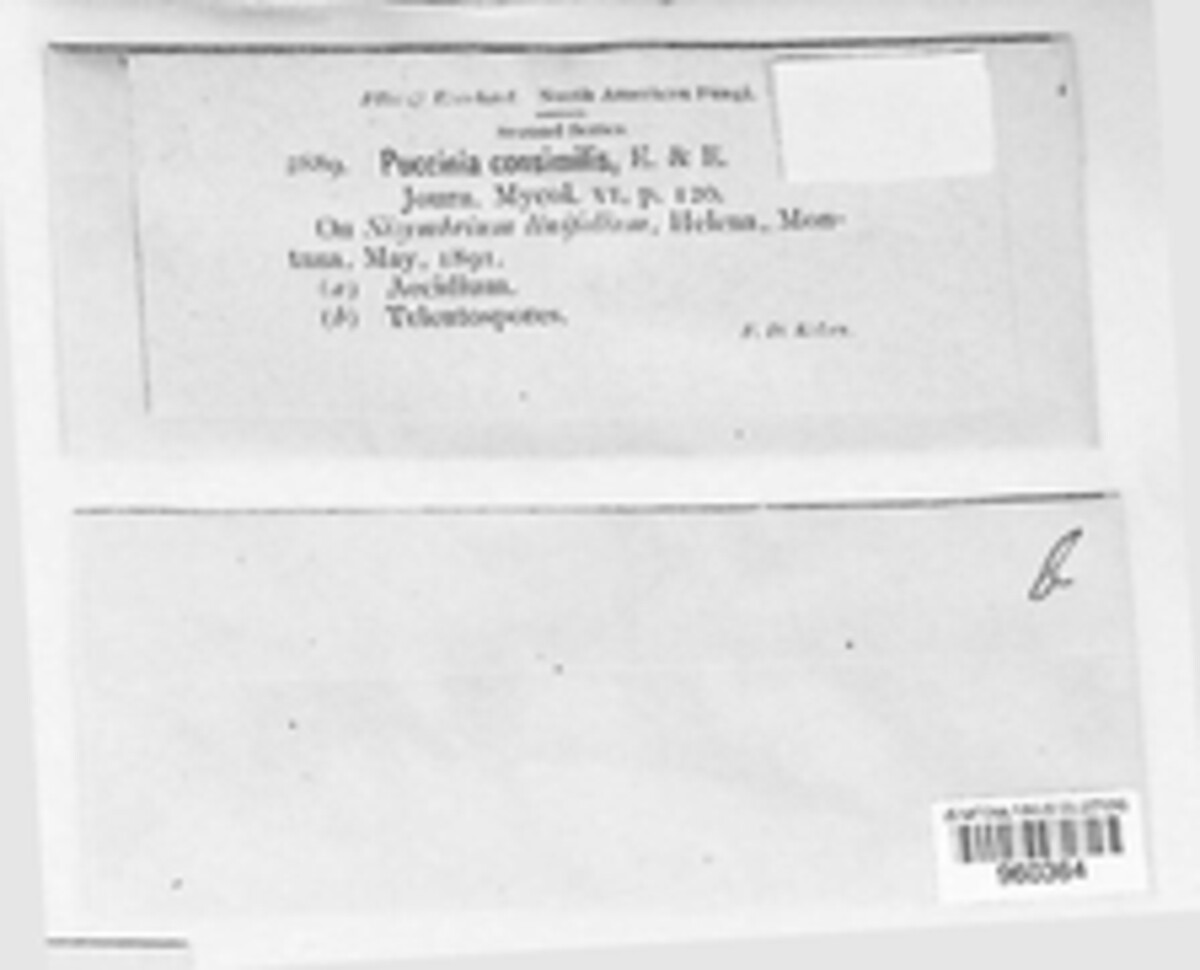 Ellis & Everhart. North American Fungi.
Second Series.
2889. Puccinia consimilis, E. & E.
Journ. Mycol. VI, p. 120.
On Sisymbrium linifolium, Helena, Mon-
tana, May, 1891.
(a) Aecidium.
(b) Teleutospores.
F. D. Kelsey.
b
960364